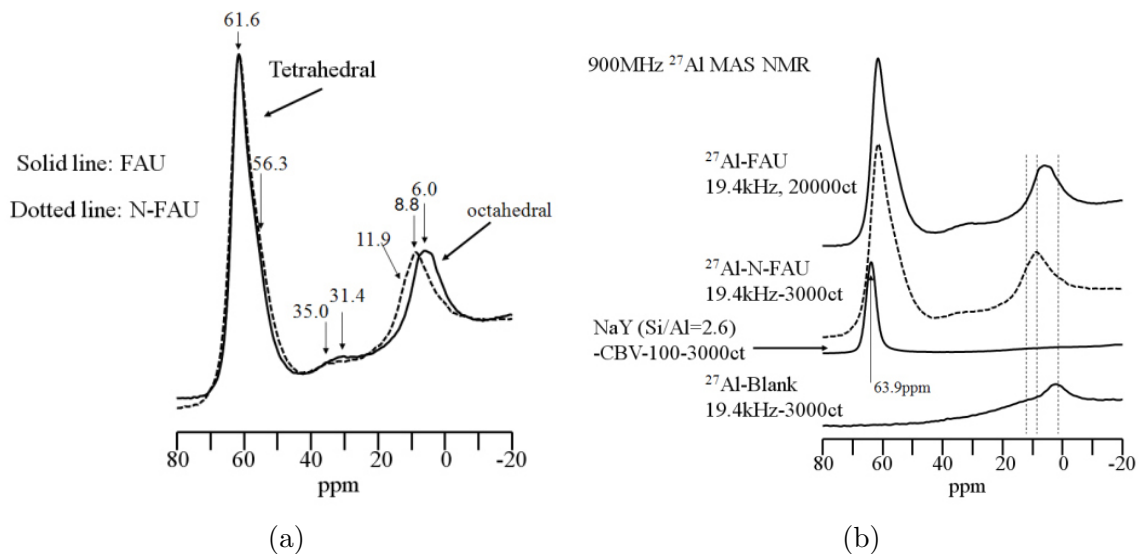 61.6
Tetrahedral
Solid line: FAU
56.3
Dotted line: N-FAU
6.0
8.8
octahedral
11.9
31.4
35.0
80 60 40 20 0 -20
ppm
(a)
900MHz ²⁷Al MAS NMR
²⁷Al-FAU
19.4kHz, 20000ct
²⁷Al-N-FAU
19.4kHz-3000ct
NaY (Si/Al=2.6)
-CBV-100-3000ct
63.9ppm
²⁷Al-Blank
19.4kHz-3000ct
80 60 40 20 0 -20
ppm
(b)